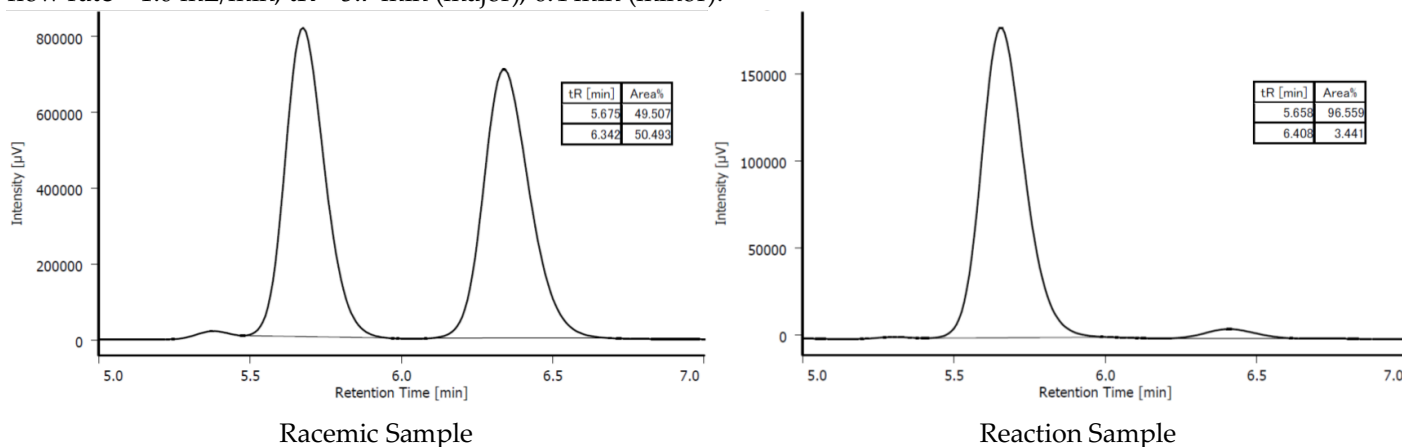 flow rate = 1.0 mL/min, tR = 5.7 min (major), 6.4 min (minor).
800000
600000
400000
200000
0
Intensity [µV]
tR [min] Area%
5.675 49.507
6.342 50.493
5.0 5.5 6.0 6.5 7.0
Retention Time [min]
Racemic Sample
150000
100000
50000
0
Intensity [µV]
tR [min] Area%
5.658 96.559
6.408 3.441
5.0 5.5 6.0 6.5 7.0
Retention Time [min]
Reaction Sample